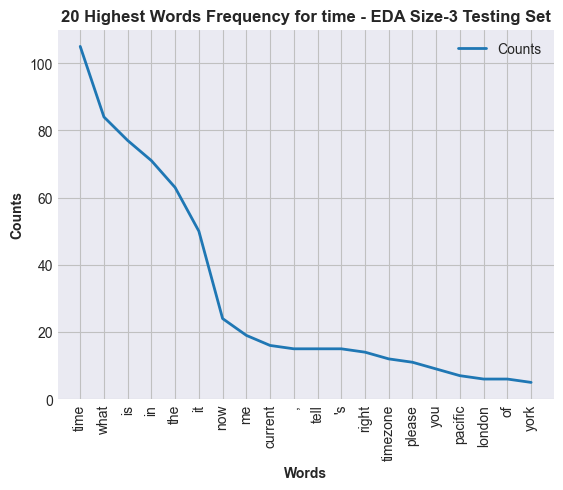 20 Highest Words Frequency for time - EDA Size-3 Testing Set
Counts
100
80
60
40
20
0
Counts
time
what
is
in
the
it
now
me
current
,
tell
's
right
timezone
please
you
pacific
london
of
york
Words